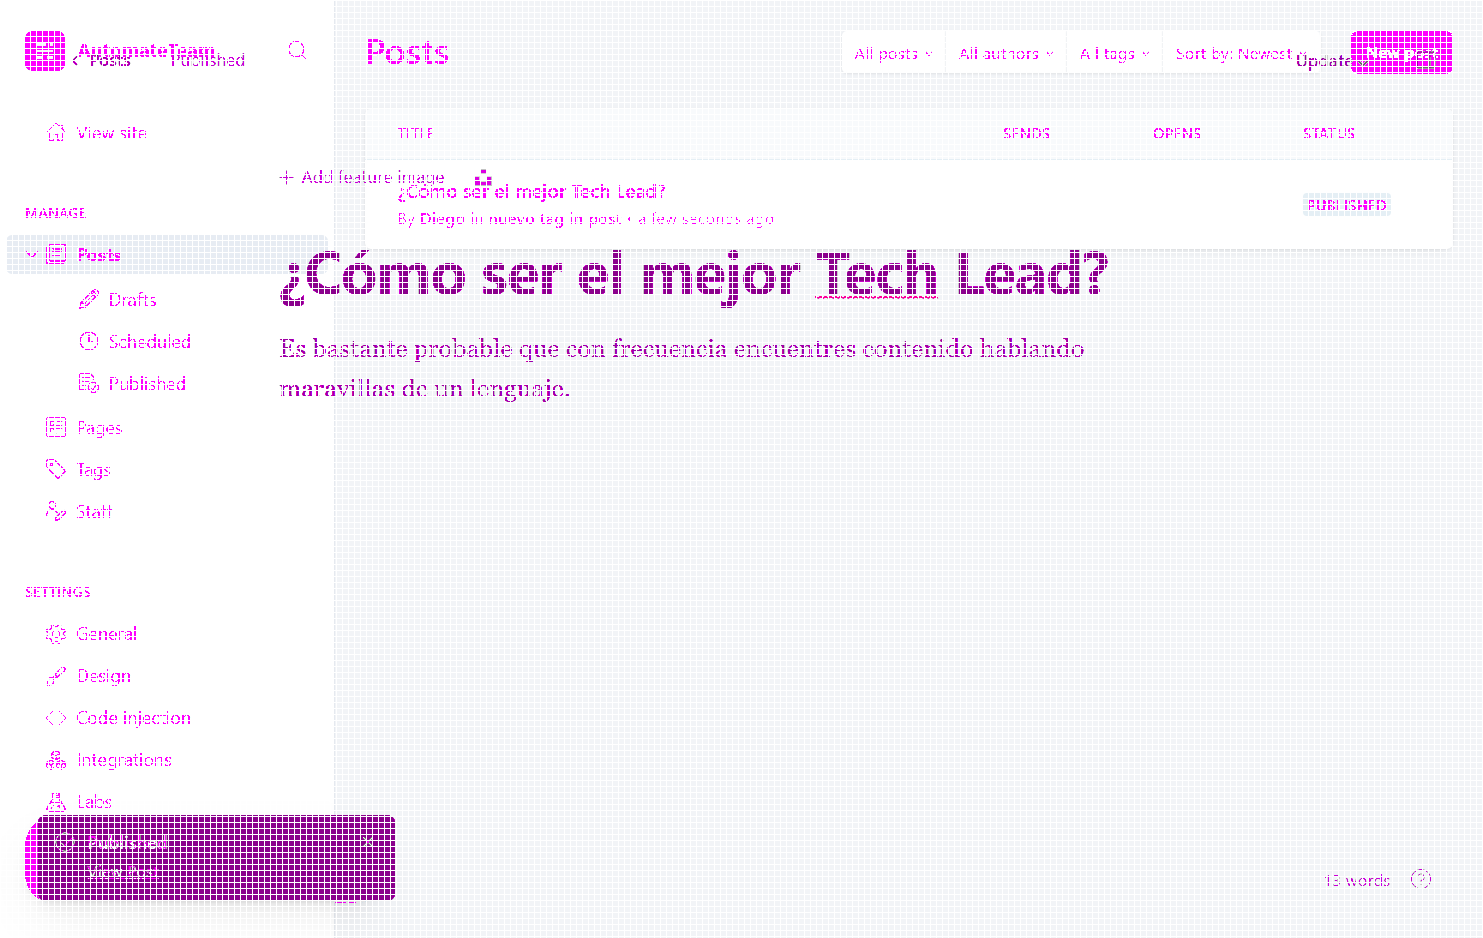 AutomateTeam
Posts
Published
Posts
All posts
All authors
All tags
Sort by: Newest
Update
New post
View site
TITLE
SENDS
OPENS
STATUS
Add feature image
¿Cómo ser el mejor Tech Lead?
By Diego in nuevo tag in post • a few seconds ago
PUBLISHED
MANAGE
Posts
Drafts
Scheduled
Published
Pages
Tags
Staff
¿Cómo ser el mejor Tech Lead?
Es bastante probable que con frecuencia encuentres contenido hablando
maravillas de un lenguaje.
SETTINGS
General
Design
Code injection
Integrations
Labs
Published
View Post
13 words